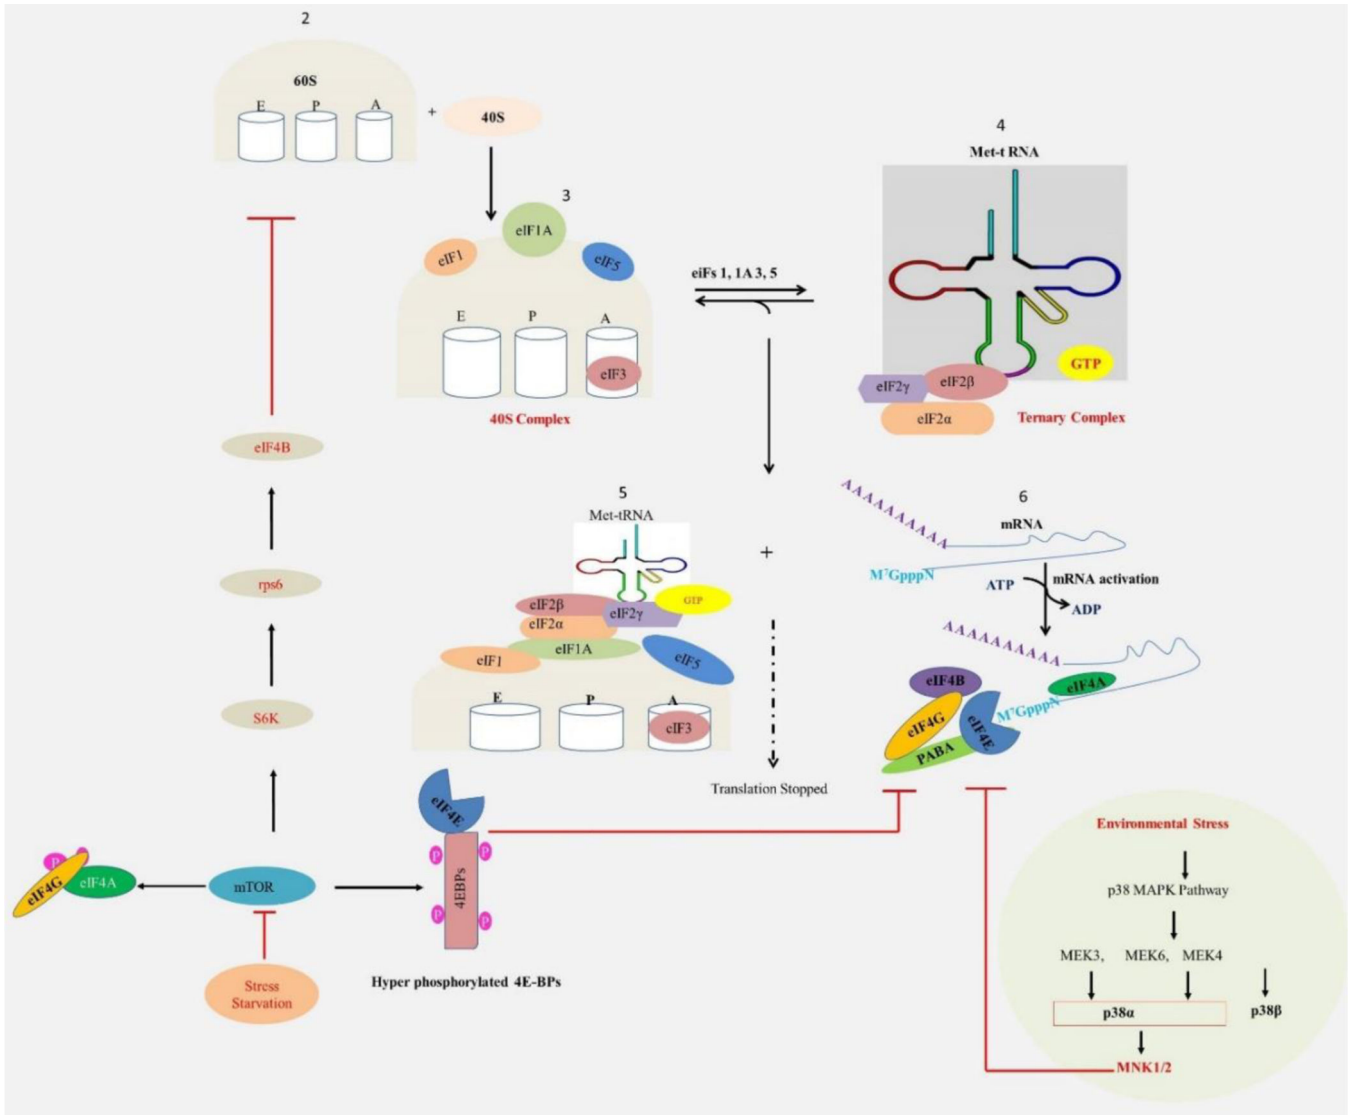 2
60S
E P A
+
40S
3
eIF1A
eIF1
eIF5
E P A
eIF3
40S Complex
eiFs 1, 1A 3, 5
4
Met-t RNA
GTP
eIF2γ
eIF2β
eIF2α
Ternary Complex
eIF4B
rps6
S6K
mTOR
Stress
Starvation
eIF4G
P
eIF4A
5
Met-tRNA
GTP
eIF2β
eIF2γ
eIF2α
eIF1A
eIF1
eIF5
E P A
eIF3
+
Translation Stopped
6
AAAAAAAAAA
mRNA
M⁷GpppN
ATP
mRNA activation
ADP
AAAAAAAAAA
eIF4B
eIF4A
M⁷GpppN
eIF4G
eIF4E
PABA
eIF4E
P
P
4EBPs
P
P
Hyper phosphorylated 4E-BPs
Environmental Stress
p38 MAPK Pathway
MEK3, MEK6, MEK4
p38α
p38β
MNK1/2